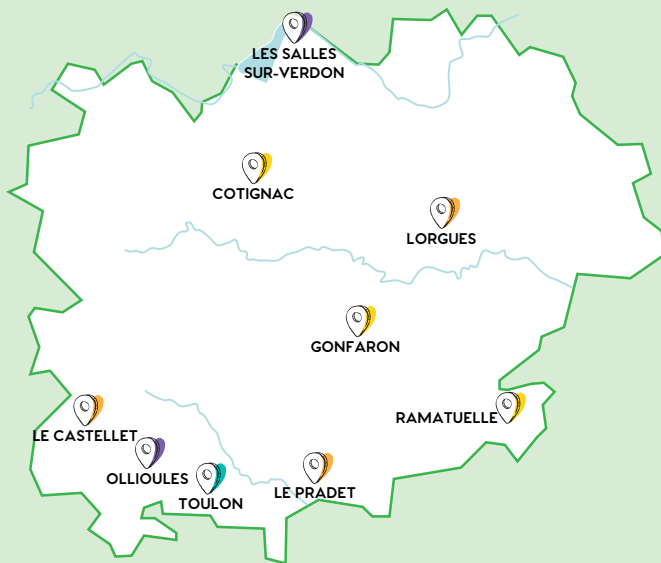 LES SALLES
SUR-VERDON
COTIGNAC
LORGUES
GONFARON
RAMATUELLE
LE CASTELLET
OLLIOULES
TOULON
LE PRADET